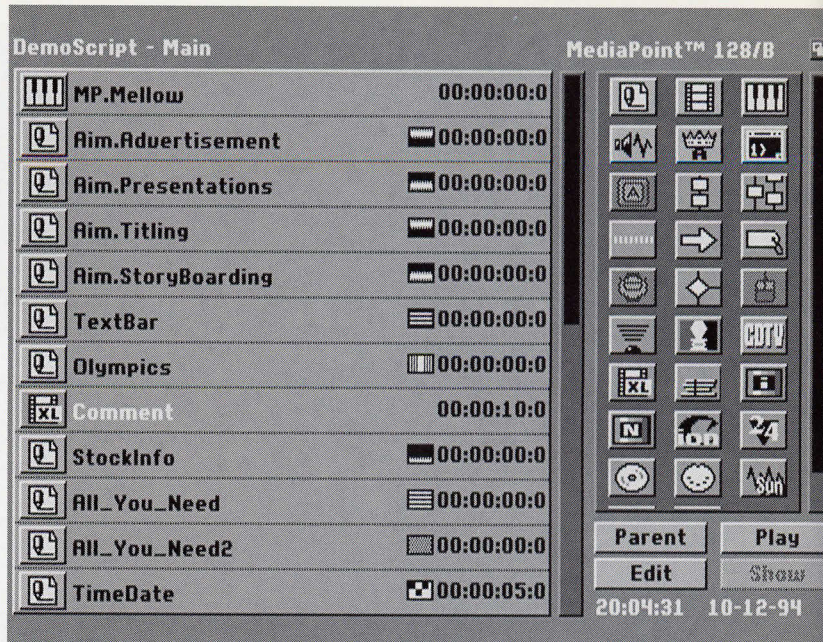 DemoScript - Main
MediaPoint™ 128/B
MP.Mellow 00:00:00:0
Aim.Advertisement 00:00:00:0
Aim.Presentations 00:00:00:0
Aim.Titling 00:00:00:0
Aim.StoryBoarding 00:00:00:0
TextBar 00:00:00:0
Olympics 00:00:00:0
XL Comment 00:00:10:0
StockInfo 00:00:00:0
All_You_Need 00:00:00:0
All_You_Need2 00:00:00:0
TimeDate 00:00:05:0
A
1>
A
CDTV
XL
N
24
Sun
Parent Play
Edit Show
20:04:31 10-12-94